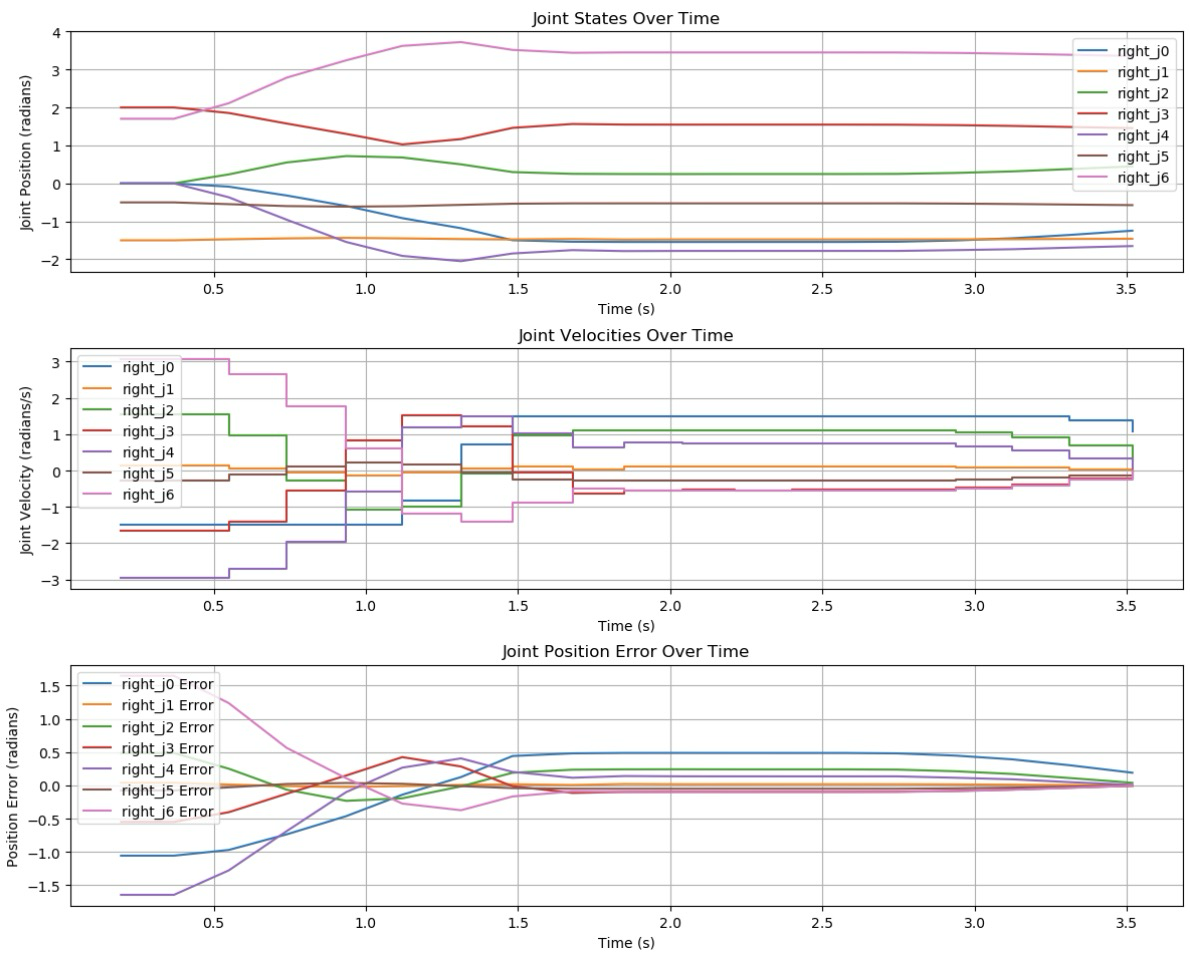 Joint States Over Time
Joint Position (radians)
4
3
2
1
0
−1
−2
right_j0
right_j1
right_j2
right_j3
right_j4
right_j5
right_j6
0.5 1.0 1.5 2.0 2.5 3.0 3.5
Time (s)
Joint Velocities Over Time
Joint Velocity (radians/s)
3
2
1
0
−1
−2
−3
right_j0
right_j1
right_j2
right_j3
right_j4
right_j5
right_j6
0.5 1.0 1.5 2.0 2.5 3.0 3.5
Time (s)
Joint Position Error Over Time
Position Error (radians)
1.5
1.0
0.5
0.0
−0.5
−1.0
−1.5
right_j0 Error
right_j1 Error
right_j2 Error
right_j3 Error
right_j4 Error
right_j5 Error
right_j6 Error
0.5 1.0 1.5 2.0 2.5 3.0 3.5
Time (s)